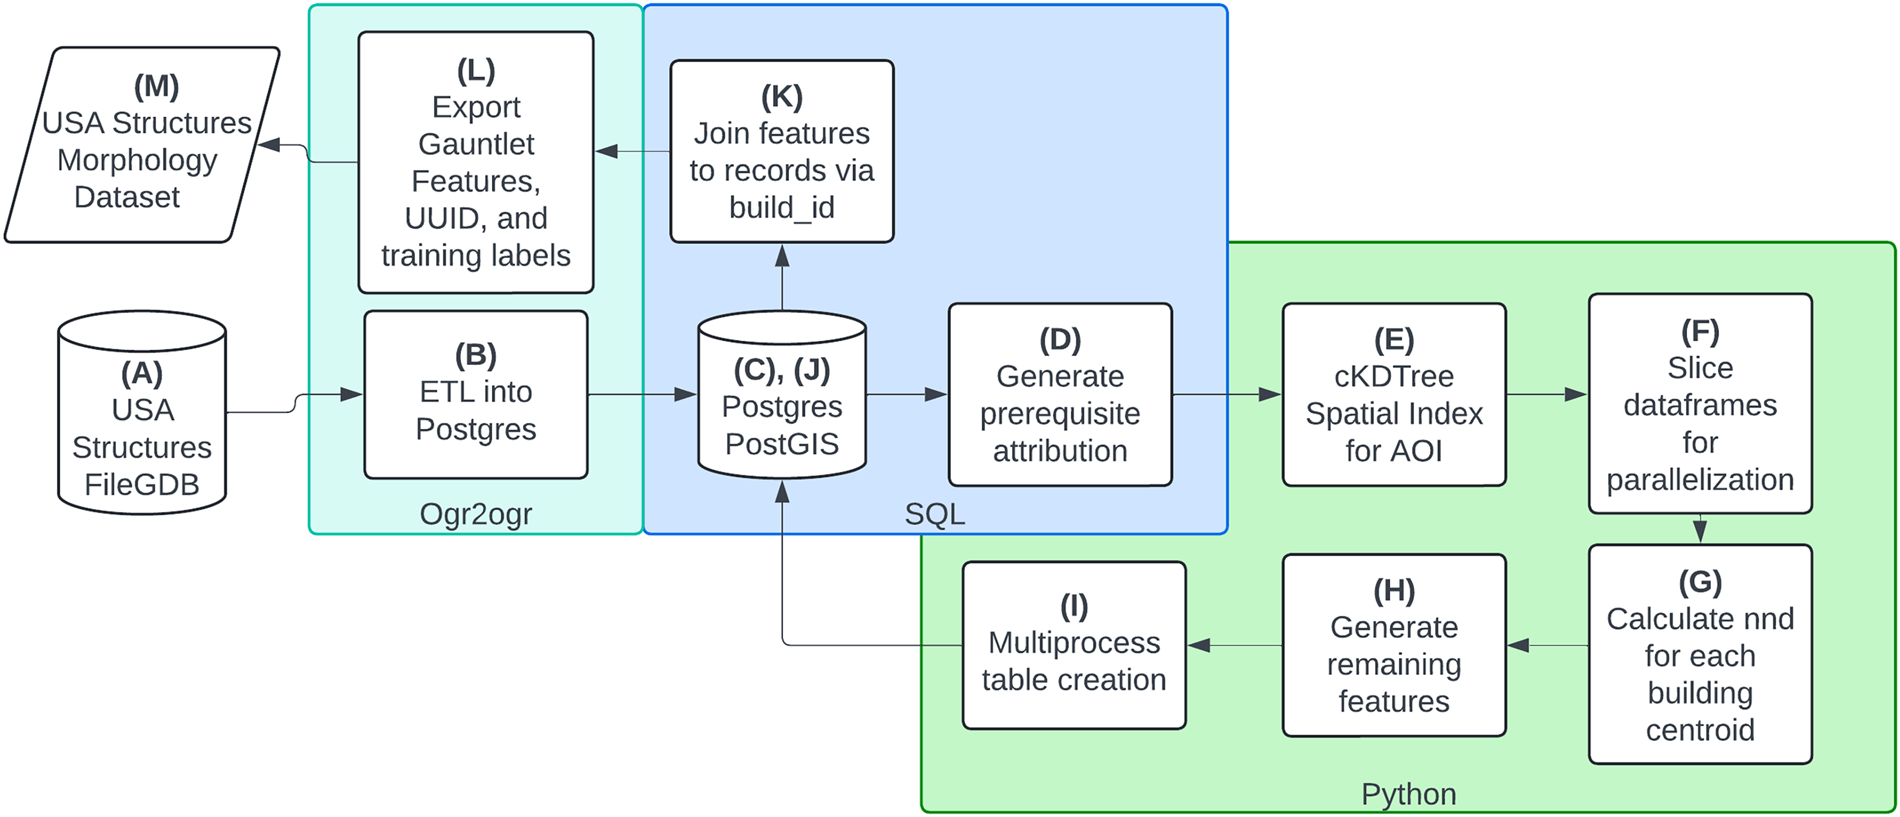 (M)
USA Structures
Morphology
Dataset
(L)
Export
Gauntlet
Features,
UUID, and
training labels
(K)
Join features
to records via
build_id
(A)
USA
Structures
FileGDB
(B)
ETL into
Postgres
Ogr2ogr
(C), (J)
Postgres
PostGIS
(D)
Generate
prerequisite
attribution
SQL
(E)
cKDTree
Spatial Index
for AOI
(F)
Slice
dataframes
for
parallelization
(G)
Calculate nnd
for each
building
centroid
(H)
Generate
remaining
features
(I)
Multiprocess
table creation
Python